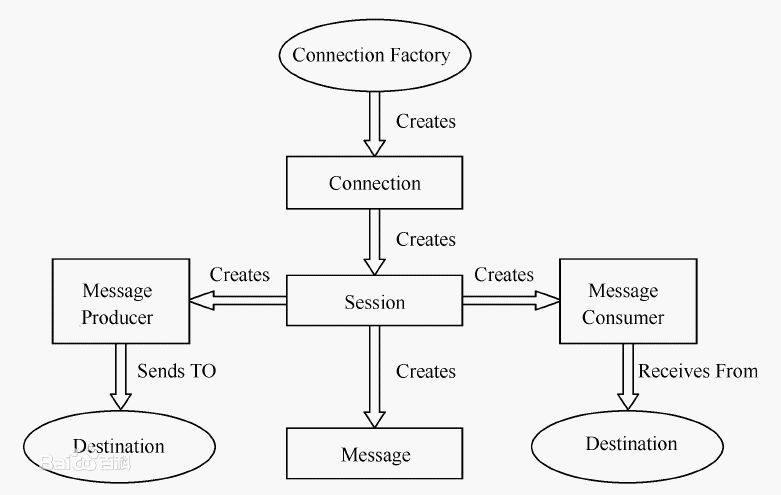 Connection Factory
Creates
Connection
Creates
Message
Producer
Creates
Session
Creates
Message
Consumer
Sends TO
Creates
Receives From
Destination
Message
Destination
Baidu百科